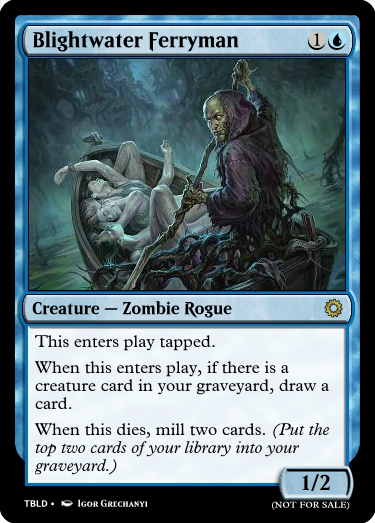 Blightwater Ferryman 1
Creature — Zombie Rogue
This enters play tapped.
When this enters play, if there is a
creature card in your graveyard, draw a
card.
When this dies, mill two cards. (Put the
top two cards of your library into your
graveyard.)
1/2
TBLD • Igor Grechanyi
(NOT FOR SALE)